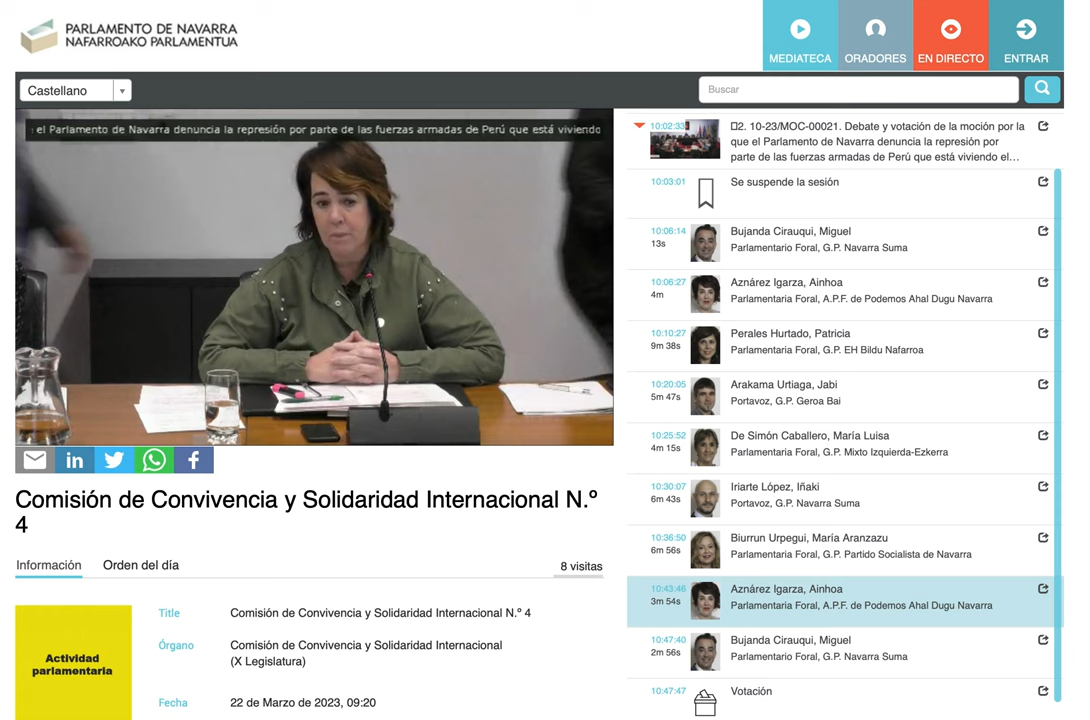 PARLAMENTO DE NAVARRA
NAFARROAKO PARLAMENTUA
MEDIATECA
ORADORES
EN DIRECTO
ENTRAR
Castellano
Buscar
: el Parlamento de Navarra denuncia la represión por parte de las fuerzas armadas de Perú que está viviendo
Comisión de Convivencia y Solidaridad Internacional N.º
4
Información
Orden del día
8 visitas
Actividad
parlamentaria
Title
Comisión de Convivencia y Solidaridad Internacional N.º 4
Órgano
Comisión de Convivencia y Solidaridad Internacional
(X Legislatura)
Fecha
22 de Marzo de 2023, 09:20
10:02:33
2. 10-23/MOC-00021. Debate y votación de la moción por la
que el Parlamento de Navarra denuncia la represión por
parte de las fuerzas armadas de Perú que está viviendo el...
10:03:01
Se suspende la sesión
10:06:14
13s
Bujanda Cirauqui, Miguel
Parlamentario Foral, G.P. Navarra Suma
10:06:27
4m
Aznárez Igarza, Ainhoa
Parlamentaria Foral, A.P.F. de Podemos Ahal Dugu Navarra
10:10:27
9m 38s
Perales Hurtado, Patricia
Parlamentaria Foral, G.P. EH Bildu Nafarroa
10:20:05
5m 47s
Arakama Urtiaga, Jabi
Portavoz, G.P. Geroa Bai
10:25:52
4m 15s
De Simón Caballero, María Luisa
Parlamentaria Foral, G.P. Mixto Izquierda-Ezkerra
10:30:07
6m 43s
Iriarte López, Iñaki
Portavoz, G.P. Navarra Suma
10:36:50
6m 56s
Biurrun Urpegui, María Aranzazu
Parlamentaria Foral, G.P. Partido Socialista de Navarra
10:43:46
3m 54s
Aznárez Igarza, Ainhoa
Parlamentaria Foral, A.P.F. de Podemos Ahal Dugu Navarra
10:47:40
2m 56s
Bujanda Cirauqui, Miguel
Parlamentario Foral, G.P. Navarra Suma
10:47:47
Votación